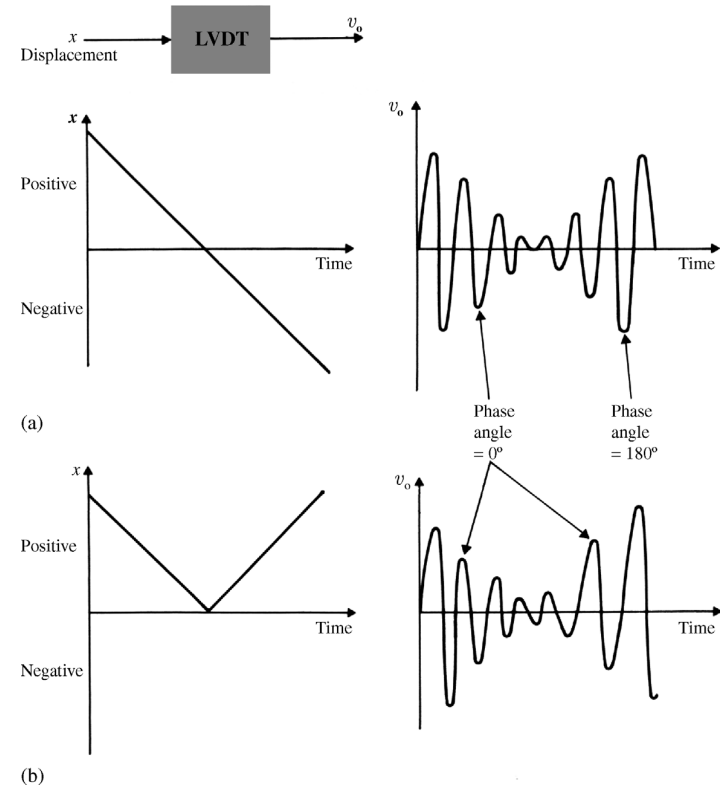 x
LVDT
vo
Displacement
x
Positive
Time
Negative
vo
Time
(a)
Phase
angle
= 0º
Phase
angle
= 180º
x
Positive
Time
Negative
vo
Time
(b)